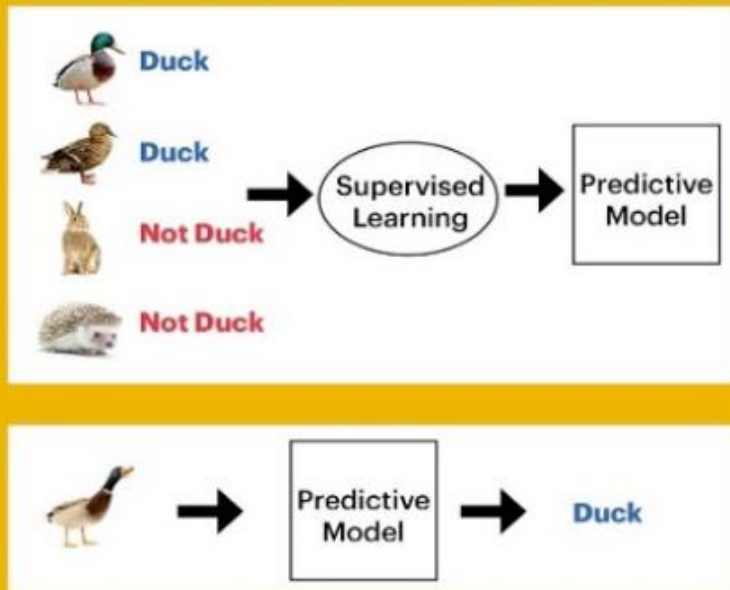 Duck
Duck
Not Duck
Not Duck
Supervised
Learning
Predictive
Model
Predictive
Model
Duck